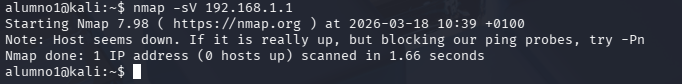 alumno1@kali:~$ nmap -sV 192.168.1.1
Starting Nmap 7.98 ( https://nmap.org ) at 2026-03-18 10:39 +0100
Note: Host seems down. If it is really up, but blocking our ping probes, try -Pn
Nmap done: 1 IP address (0 hosts up) scanned in 1.66 seconds
alumno1@kali:~$